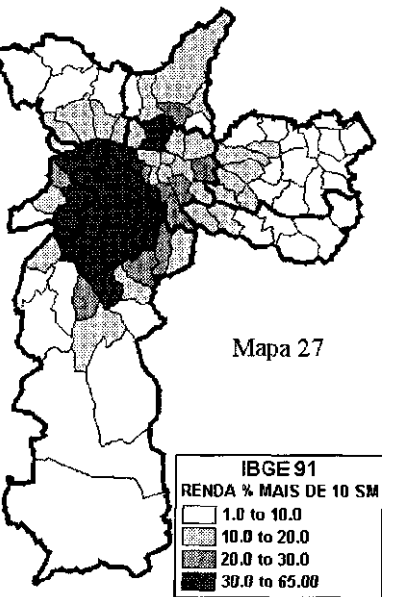 Mapa 27
IBGE 91
RENDA % MAIS DE 10 SM
1.0 to 10.0
10.0 to 20.0
20.0 to 30.0
30.0 to 65.00